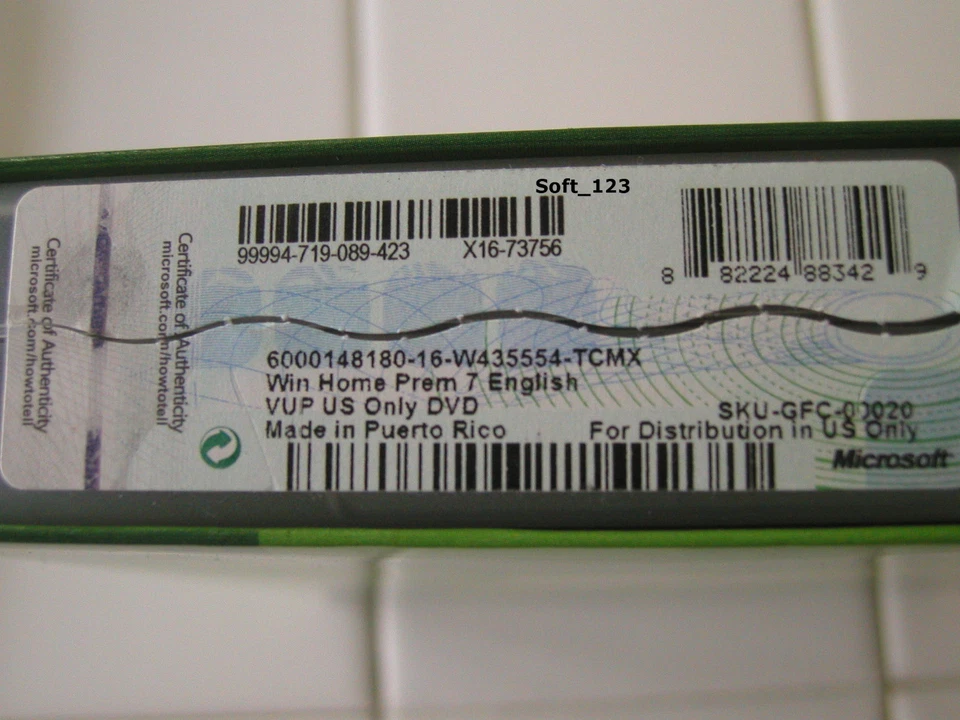 Soft_123
99994-719-089-423 X16-73756
8 82224 88342 9
Certificate of Authenticity
microsoft.com/howtotell
Certificate of Authenticity
microsoft.com/howtotell
6000148180-16-W435554-TCMX
Win Home Prem 7 English
VUP US Only DVD
SKU-GFC-00020
Made in Puerto Rico
For Distribution in US Only
Microsoft